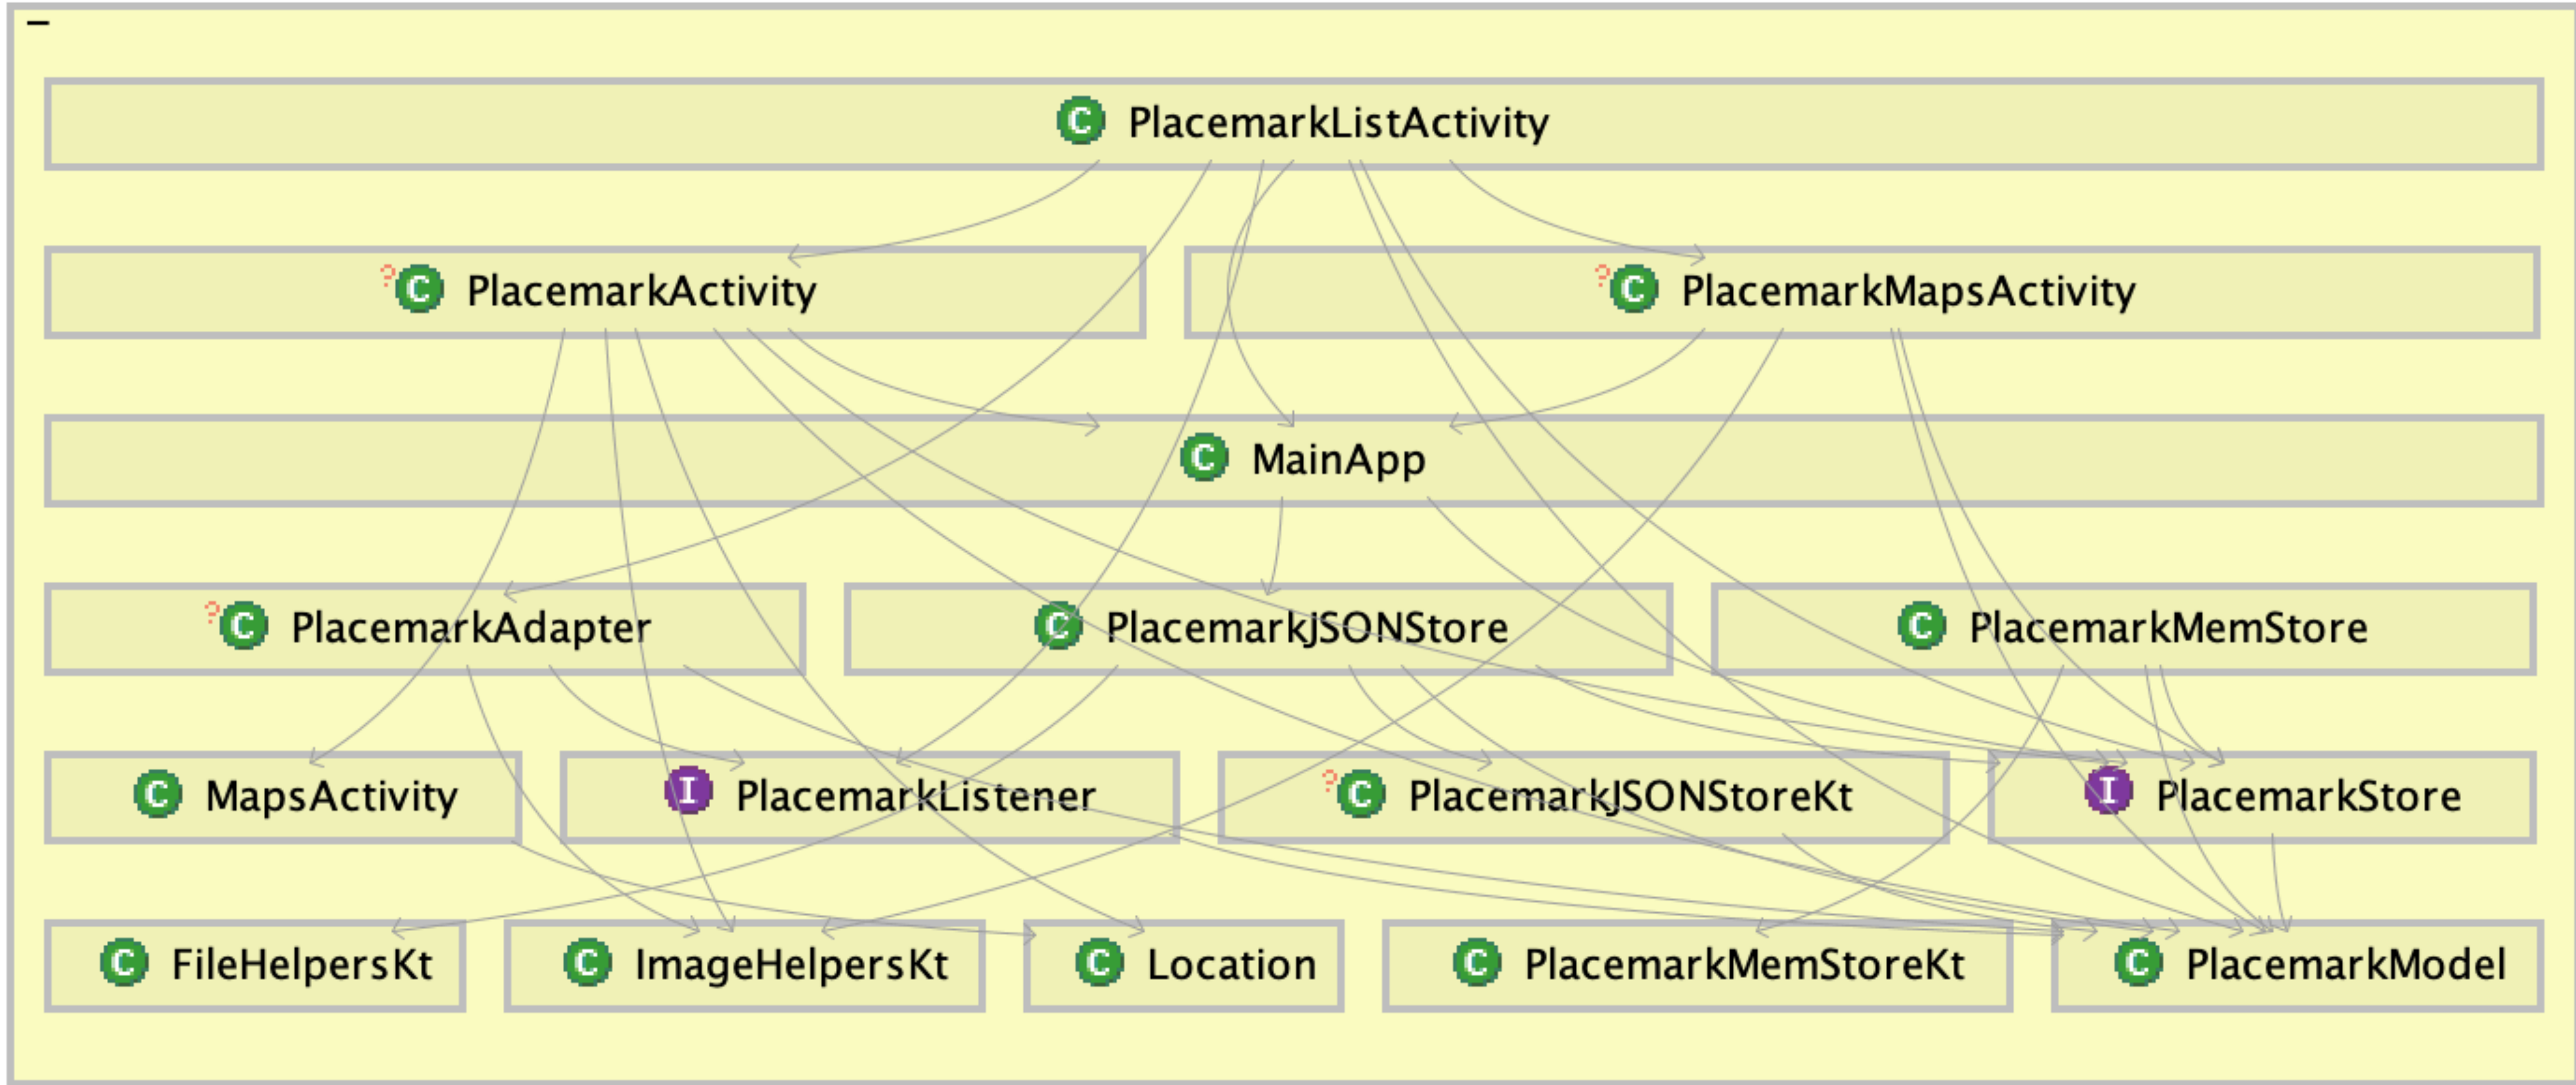 PlacemarkListActivity
? C PlacemarkActivity
? C PlacemarkMapsActivity
C MainApp
? C PlacemarkAdapter
C PlacemarkJSONStore
C PlacemarkMemStore
C MapsActivity
I PlacemarkListener
? C PlacemarkJSONStoreKt
I PlacemarkStore
C FileHelpersKt
C ImageHelpersKt
C Location
C PlacemarkMemStoreKt
C PlacemarkModel